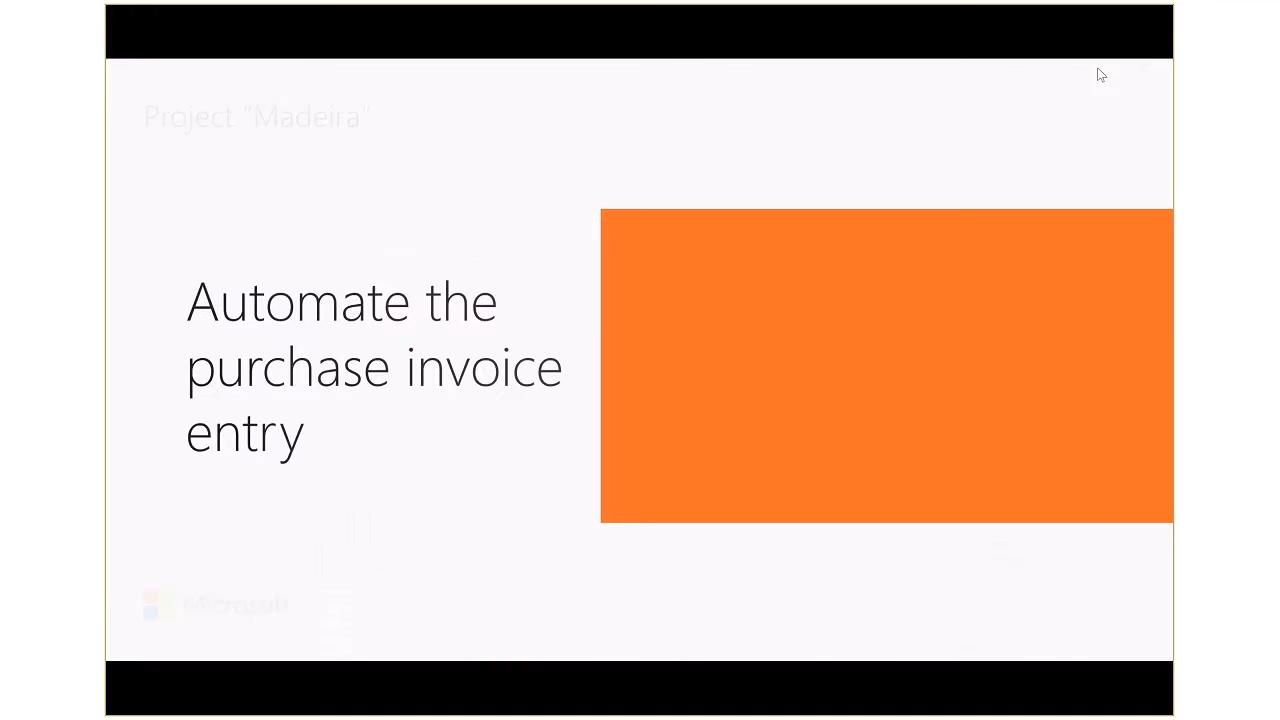 Project "Madeira"
Automate the
purchase invoice
entry
Microsoft